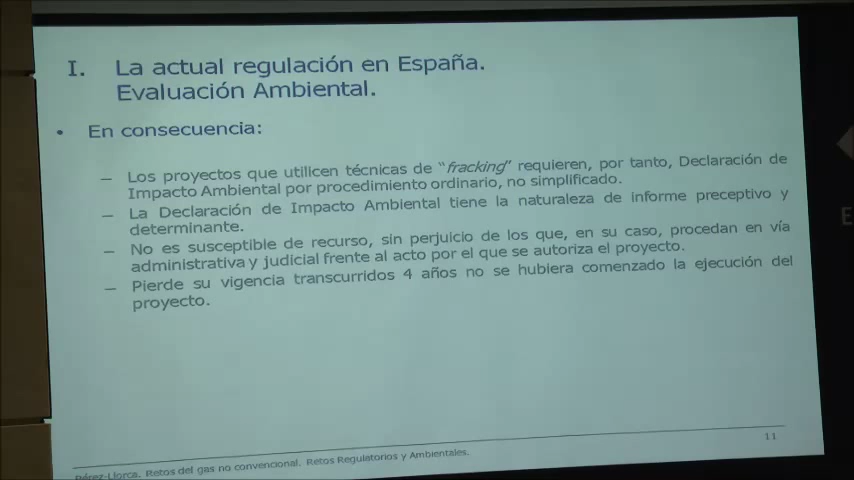 I. La actual regulación en España.
Evaluación Ambiental.
• En consecuencia:
– Los proyectos que utilicen técnicas de “fracking” requieren, por tanto, Declaración de
Impacto Ambiental por procedimiento ordinario, no simplificado.
– La Declaración de Impacto Ambiental tiene la naturaleza de informe preceptivo y
determinante.
– No es susceptible de recurso, sin perjuicio de los que, en su caso, procedan en vía
administrativa y judicial frente al acto por el que se autoriza el proyecto.
– Pierde su vigencia transcurridos 4 años no se hubiera comenzado la ejecución del
proyecto.
11
Pérez-Llorca. Retos del gas no convencional. Retos Regulatorios y Ambientales.
E